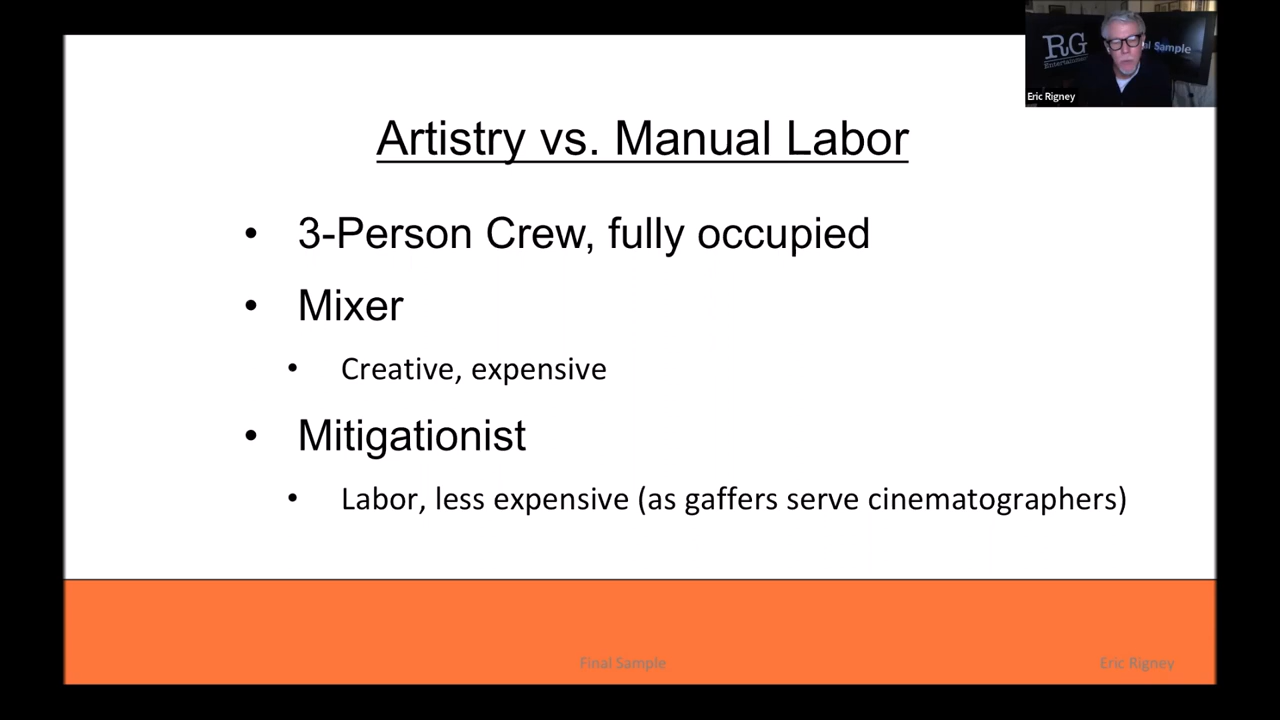 RG
Entertainment
al Sample
Eric Rigney
Artistry vs. Manual Labor
• 3-Person Crew, fully occupied
• Mixer
• Creative, expensive
• Mitigationist
• Labor, less expensive (as gaffers serve cinematographers)
Final Sample
Eric Rigney